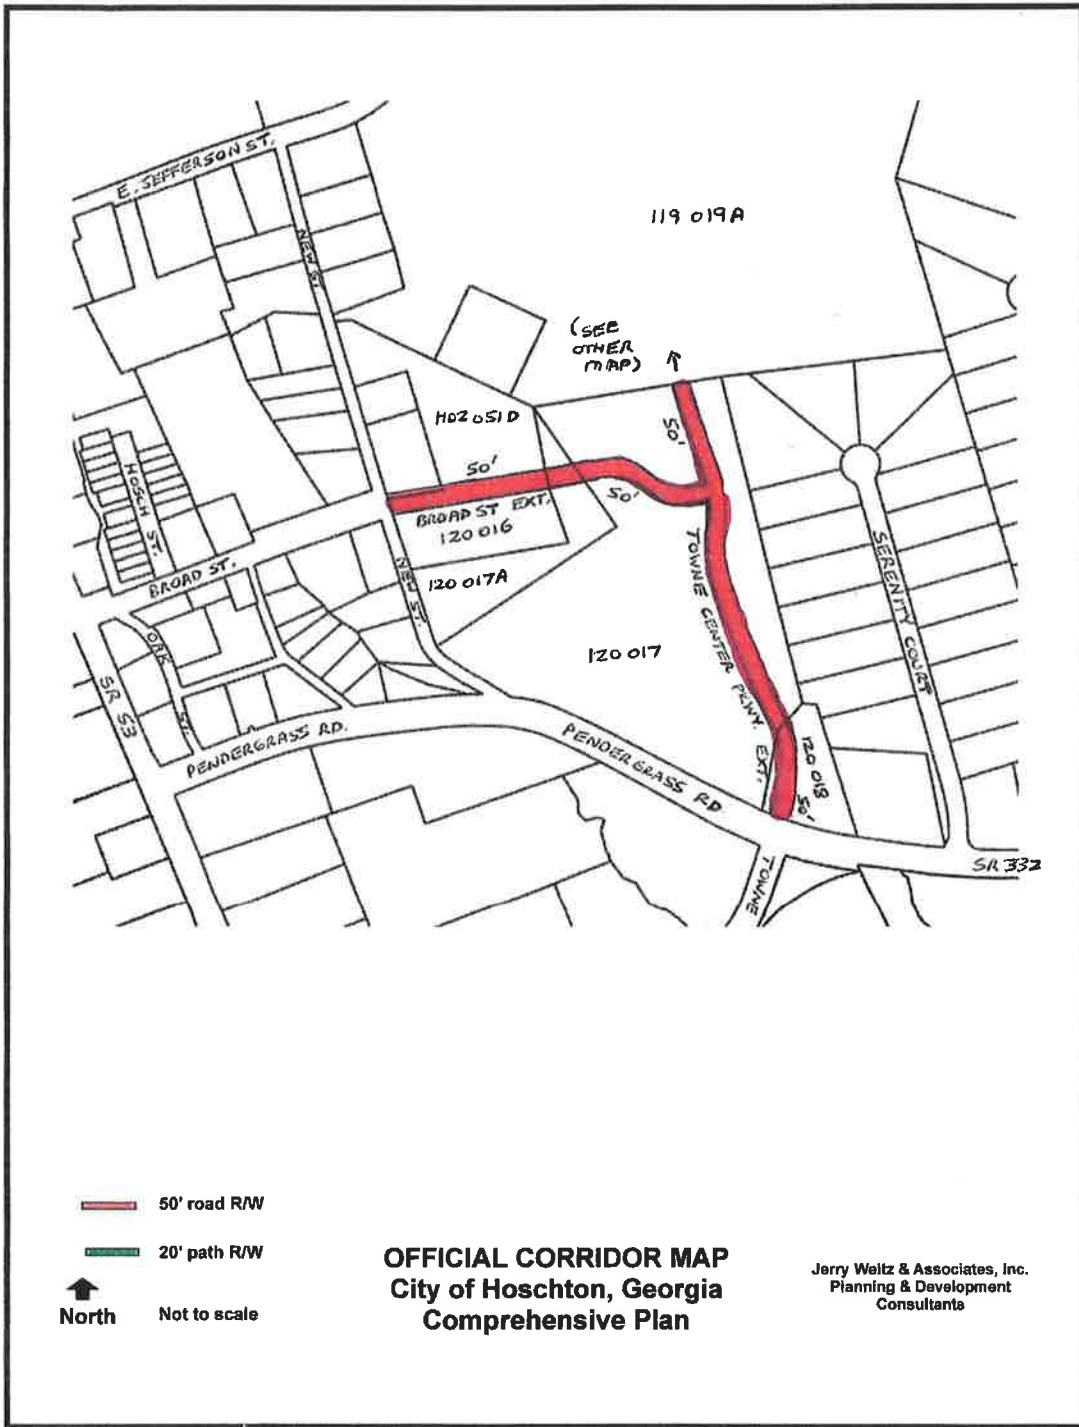 E. JEFFERSON ST.
NEW ST.
119 019A
(SEE
OTHER
MAP)
H02 051D
50'
50'
50'
BROAD ST EXT.
120 016
HOSCH ST.
BROAD ST.
NEW ST.
120 017A
TOWNE CENTER PKWY. EXT.
SERENITY COURT
120 017
OAK ST.
SR 53
PENDERGRASS RD.
PENDERGRASS RD
120 018
50'
TOWNE
SR 332
50' road R/W
20' path R/W
North
Not to scale
OFFICIAL CORRIDOR MAP
City of Hoschton, Georgia
Comprehensive Plan
Jerry Weitz & Associates, Inc.
Planning & Development
Consultants